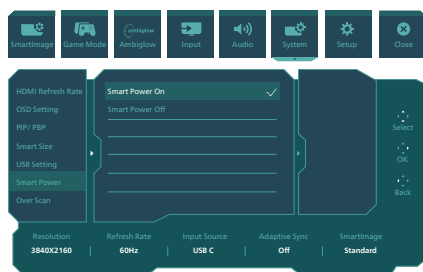 ambiglow
SmartImage Game Mode Ambiglow Input Audio System Setup Close
HDMI Refresh Rate
OSD Setting
PIP/ PBP
Smart Size
USB Setting
Smart Power
Over Scan
Smart Power On
Smart Power Off
Select
OK
Back
Resolution Refresh Rate Input Source Adaptive Sync SmartImage
3840X2160 60Hz USB C Off Standard